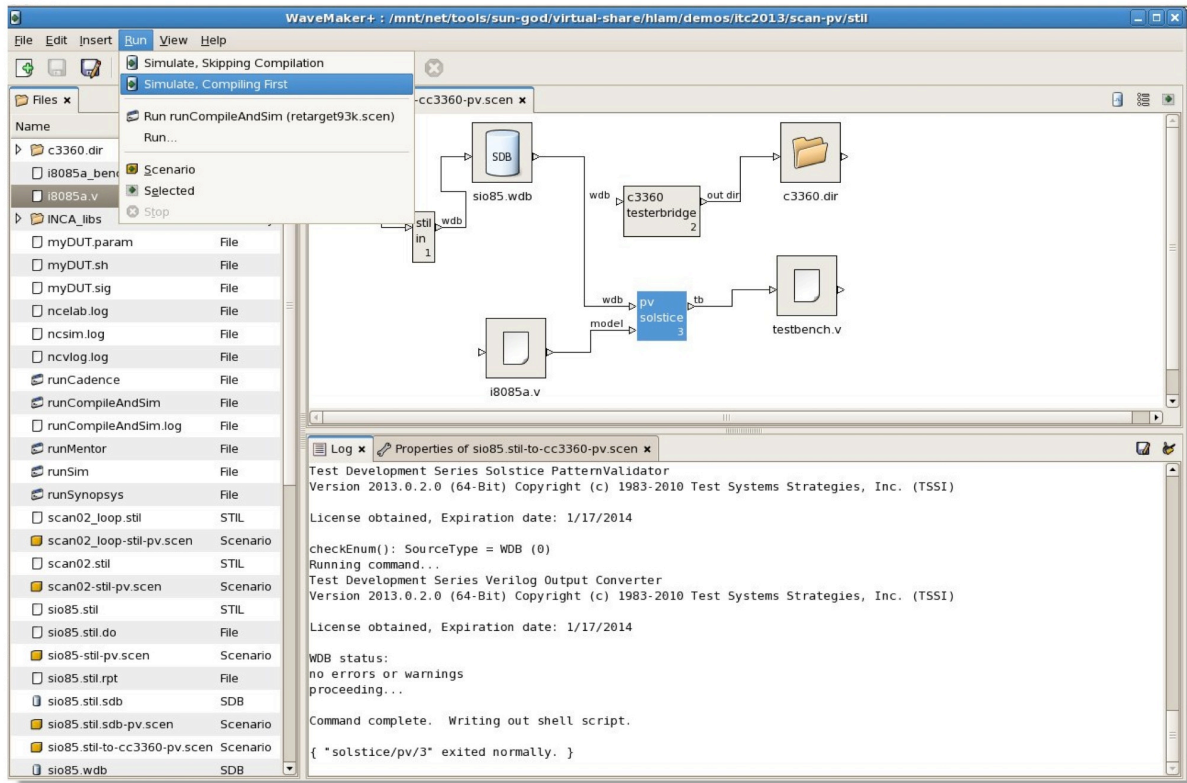 WaveMaker+ : /mnt/net/tools/sun-god/virtual-share/hlam/demos/itc2013/scan-pv/stil
File Edit Insert Run View Help
Simulate, Skipping Compilation
Simulate, Compiling First
Run runCompileAndSim (retarget93k.scen)
Run...
Scenario
Selected
Stop
Files
-cc3360-pv.scen
Name
c3360.dir
i8085a_benc
i8085a.v
INCA_libs
myDUT.param File
myDUT.sh File
myDUT.sig File
ncelab.log File
ncsim.log File
ncvlog.log File
runCadence File
runCompileAndSim File
runCompileAndSim.log File
runMentor File
runSim File
runSynopsys File
scan02_loop.stil STIL
scan02_loop-stil-pv.scen Scenario
scan02.stil STIL
scan02-stil-pv.scen Scenario
sio85.stil STIL
sio85.stil.do File
sio85-stil-pv.scen Scenario
sio85.stil.rpt File
sio85.stil.sdb SDB
sio85.stil.sdb-pv.scen Scenario
sio85.stil-to-cc3360-pv.scen Scenario
sio85.wdb SDB
stil
in
1
wdb
SDB
sio85.wdb
wdb
c3360
testerbridge
2
out dir
c3360.dir
wdb
model
pv
solstice
3
tb
testbench.v
i8085a.v
Log
Properties of sio85.stil-to-cc3360-pv.scen
Test Development Series Solstice PatternValidator
Version 2013.0.2.0 (64-Bit) Copyright (c) 1983-2010 Test Systems Strategies, Inc. (TSSI)
License obtained, Expiration date: 1/17/2014
checkEnum(): SourceType = WDB (0)
Running command...
Test Development Series Verilog Output Converter
Version 2013.0.2.0 (64-Bit) Copyright (c) 1983-2010 Test Systems Strategies, Inc. (TSSI)
License obtained, Expiration date: 1/17/2014
WDB status:
no errors or warnings
proceeding...
Command complete.  Writing out shell script.
{ "solstice/pv/3" exited normally. }